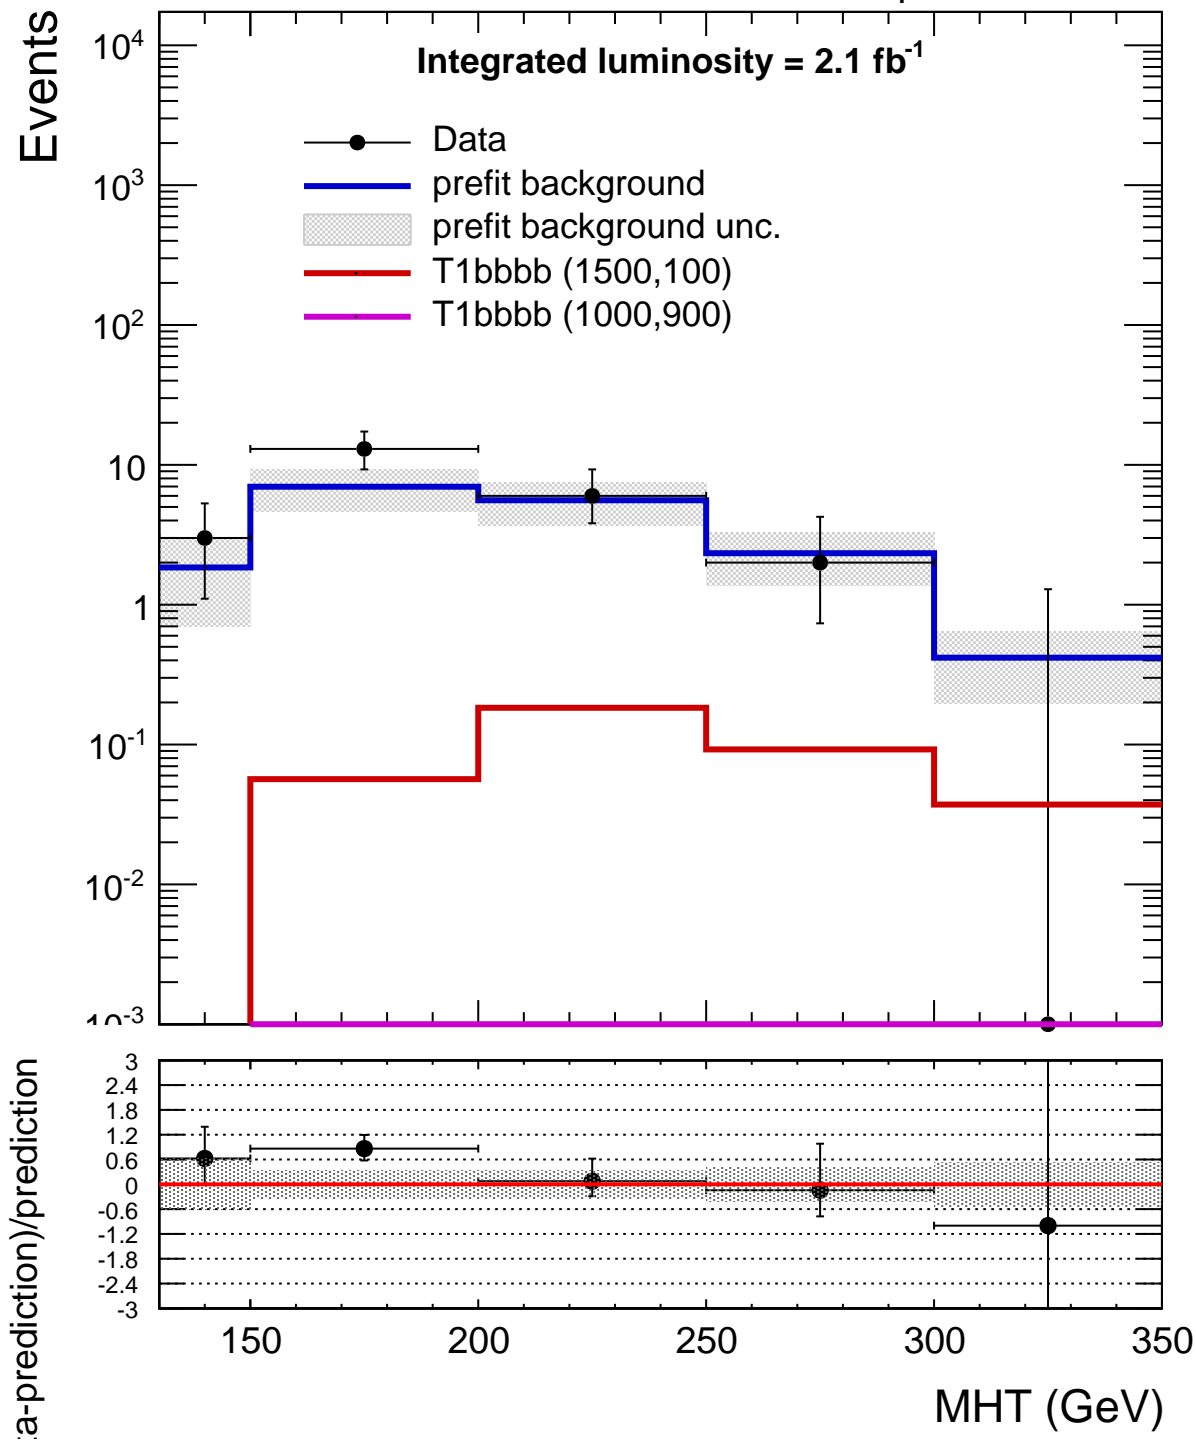 Events
10^4
10^3
10^2
10
1
10^-1
10^-2
10^-3
Integrated luminosity = 2.1 fb^-1
Data
prefit background
prefit background unc.
T1bbbb (1500,100)
T1bbbb (1000,900)
ta-prediction)/prediction
3
2.4
1.8
1.2
0.6
0
-0.6
-1.2
-1.8
-2.4
-3
150 200 250 300 350
MHT (GeV)